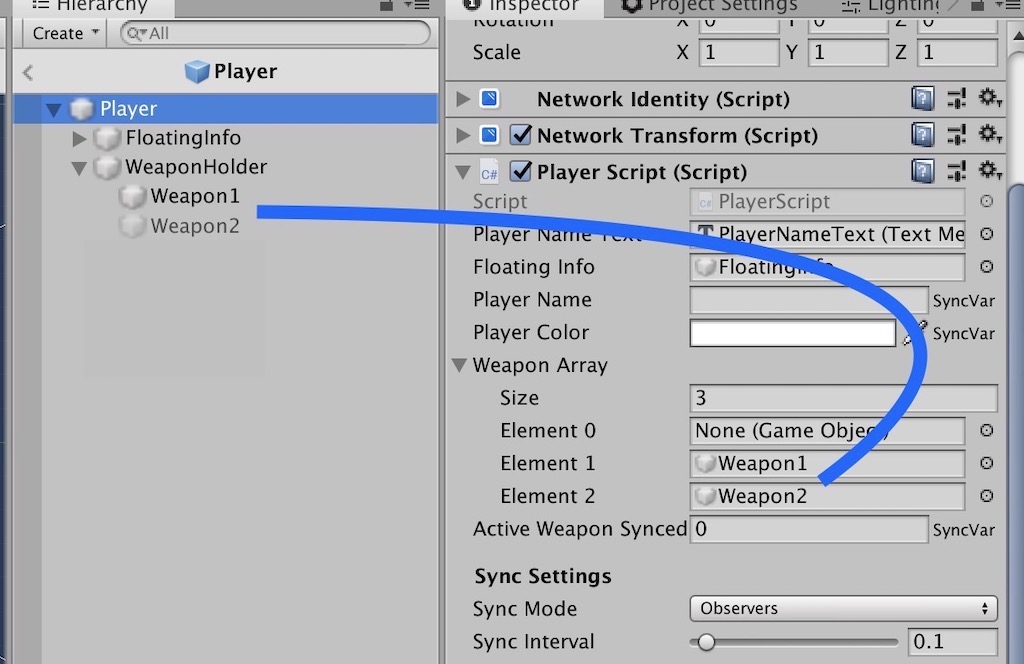 Hierarchy
Create
All
Player
Player
FloatingInfo
WeaponHolder
Weapon1
Weapon2
Inspector
Project Settings
Lighting
Rotation X 0 Y 0 Z 0
Scale X 1 Y 1 Z 1
Network Identity (Script)
Network Transform (Script)
C# Player Script (Script)
Script PlayerScript
Player Name Text PlayerNameText (Text Me
Floating Info FloatingInfo
Player Name SyncVar
Player Color SyncVar
Weapon Array
Size 3
Element 0 None (Game Object)
Element 1 Weapon1
Element 2 Weapon2
Active Weapon Synced 0 SyncVar
Sync Settings
Sync Mode Observers
Sync Interval 0.1